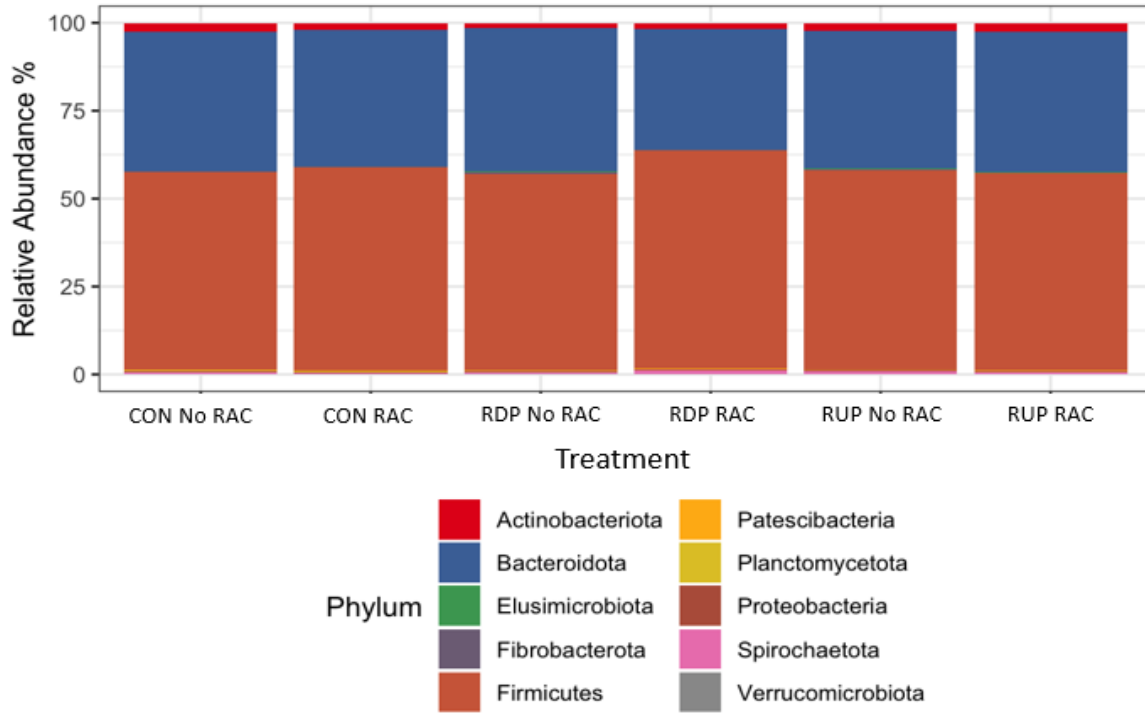 Relative Abundance %
100
75
50
25
0
CON No RAC CON RAC RDP No RAC RDP RAC RUP No RAC RUP RAC
Treatment
Phylum
Actinobacteriota
Bacteroidota
Elusimicrobiota
Fibrobacterota
Firmicutes
Patescibacteria
Planctomycetota
Proteobacteria
Spirochaetota
Verrucomicrobiota